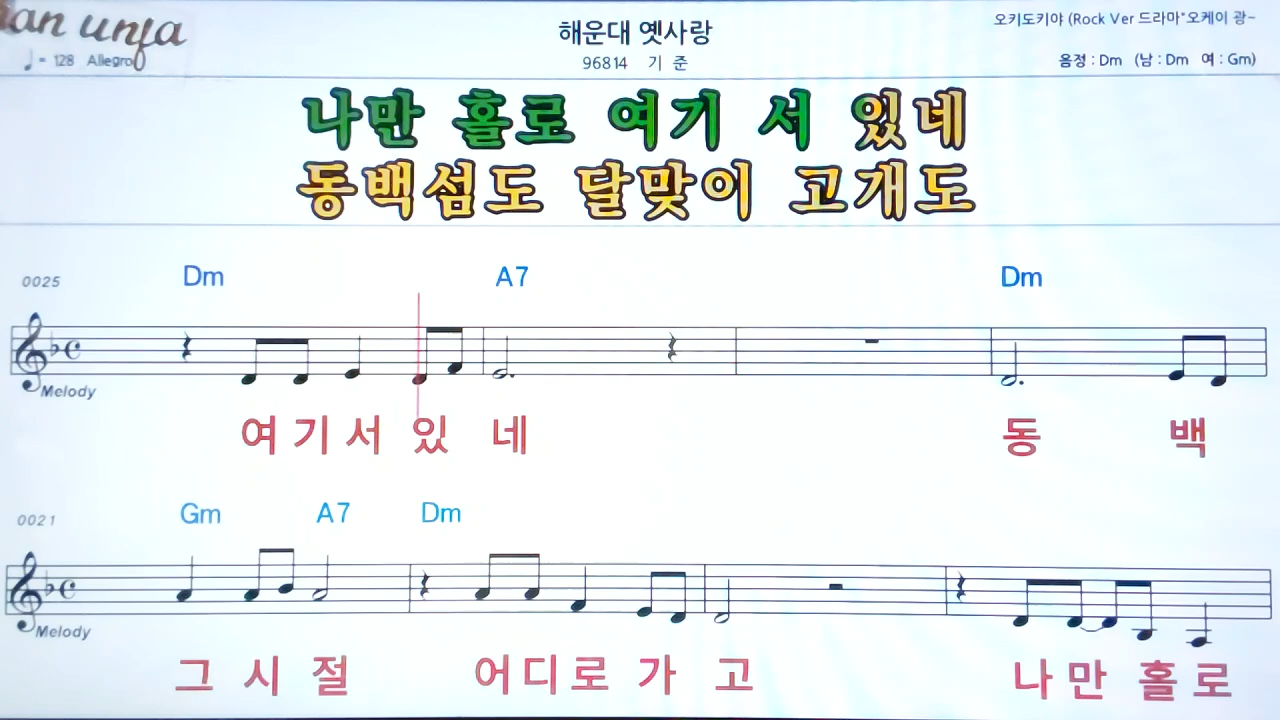 해운대 옛사랑
오키도키야 (Rock Ver 드라마"오케이 광~
♩ = 128 Allegro
96814 기 준
음정 : Dm (남 : Dm 여 : Gm)
나만 홀로 여기 서 있네
동백섬도 달맞이 고개도
0025 Dm A7 Dm
Melody
여 기 서 있 네 동 백
0021 Gm A7 Dm
Melody
그 시 절 어 디 로 가 고 나 만 홀 로